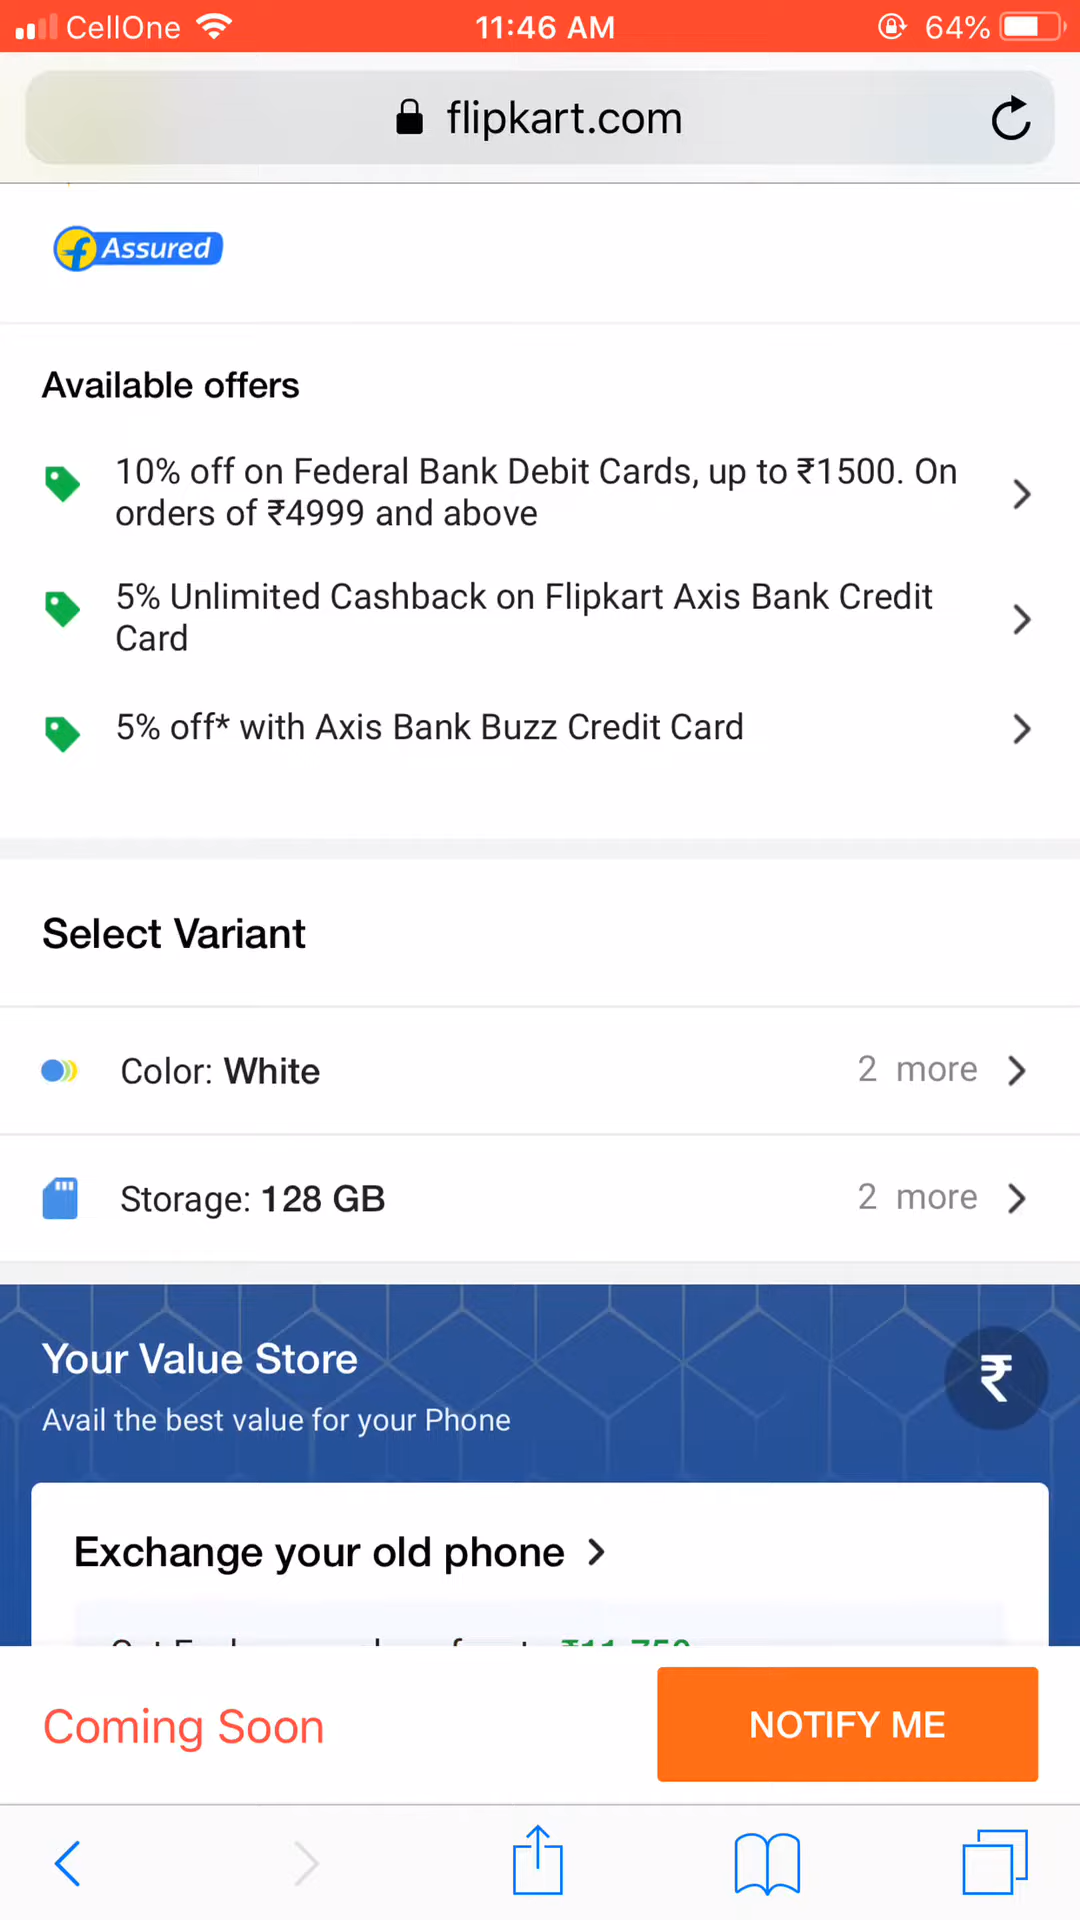 CellOne 11:46 AM 64%
flipkart.com
f Assured
Available offers
10% off on Federal Bank Debit Cards, up to ₹1500. On
orders of ₹4999 and above
5% Unlimited Cashback on Flipkart Axis Bank Credit
Card
5% off* with Axis Bank Buzz Credit Card
Select Variant
Color: White 2 more
Storage: 128 GB 2 more
Your Value Store
₹
Avail the best value for your Phone
Exchange your old phone
₹11,750
Coming Soon
NOTIFY ME